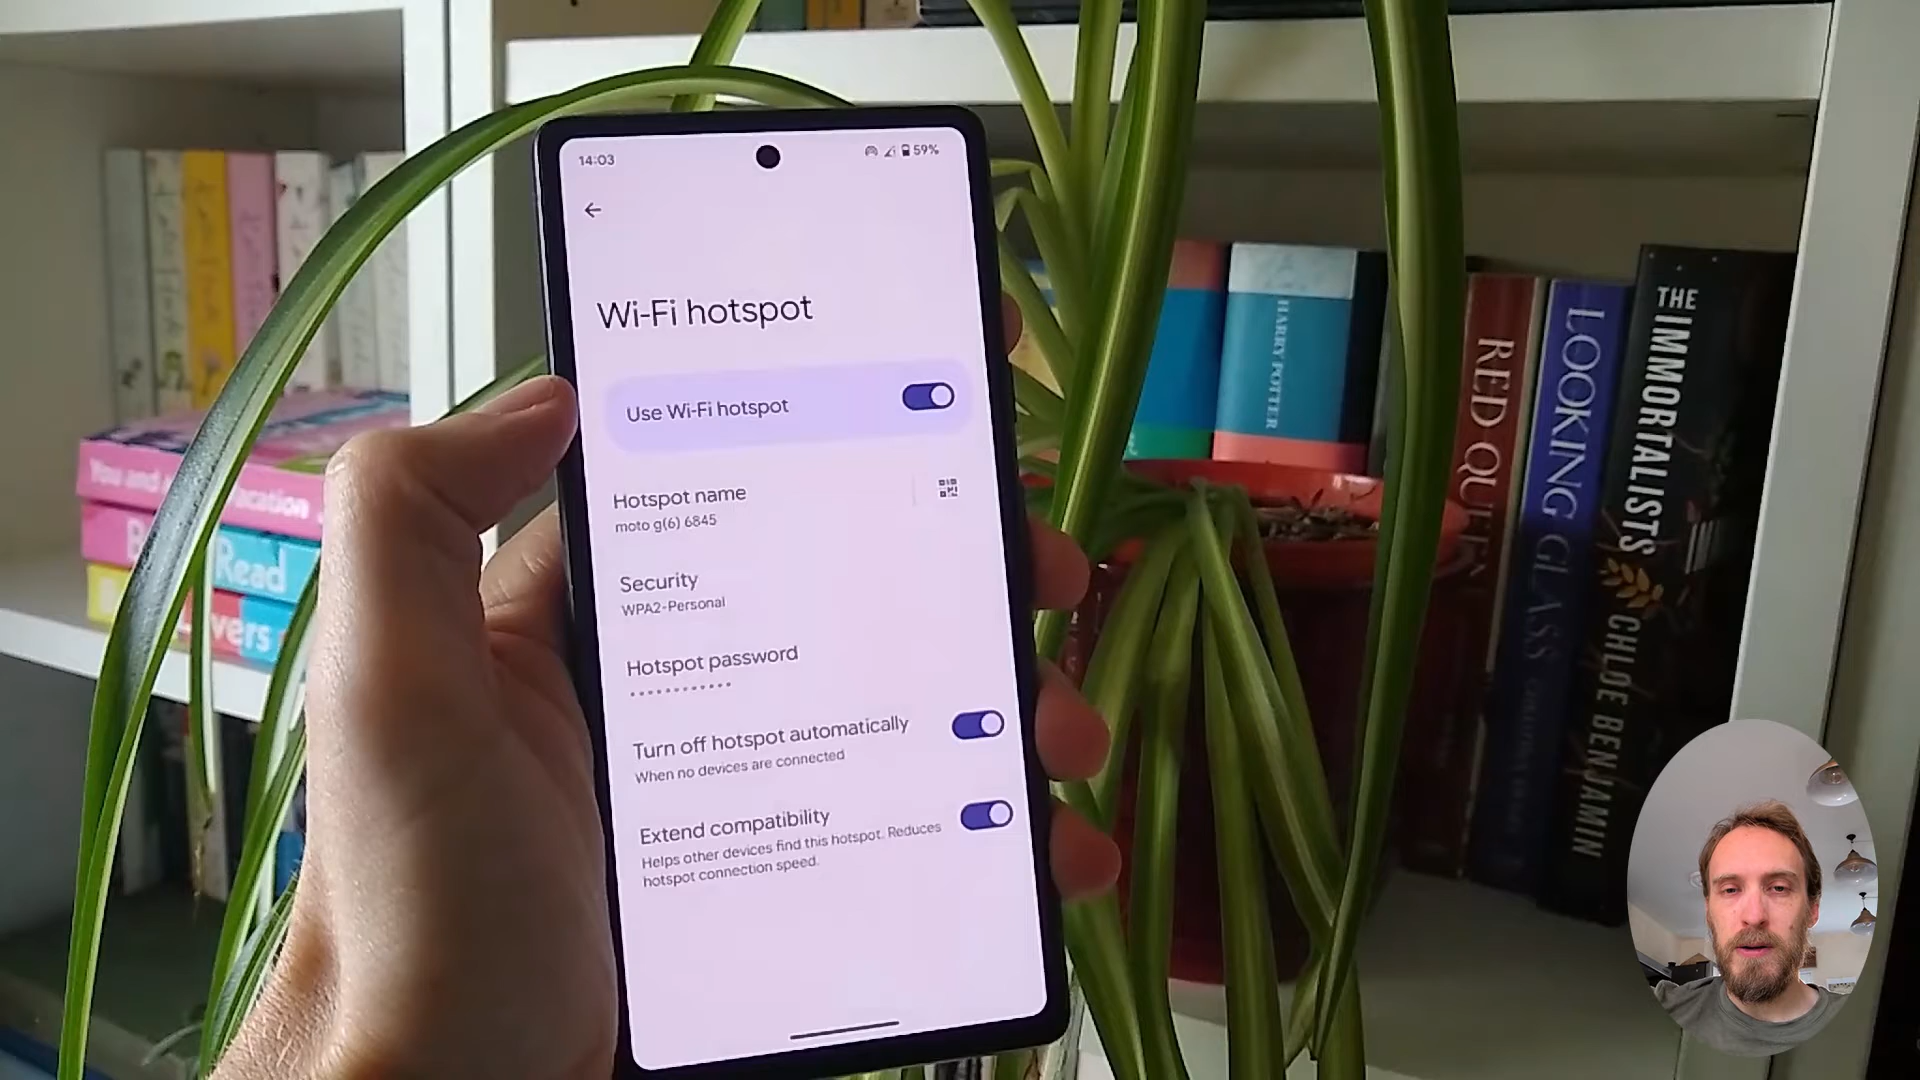 14:03
59%
Wi-Fi hotspot
Use Wi-Fi hotspot
Hotspot name
moto g(6) 6845
Security
WPA2-Personal
Hotspot password
Turn off hotspot automatically
When no devices are connected
Extend compatibility
Helps other devices find this hotspot. Reduces
hotspot connection speed.
You and
Read
HARRY POTTER
RED QUEEN
LOOKING GLASS
THE IMMORTALISTS
CHLOE BENJAMIN